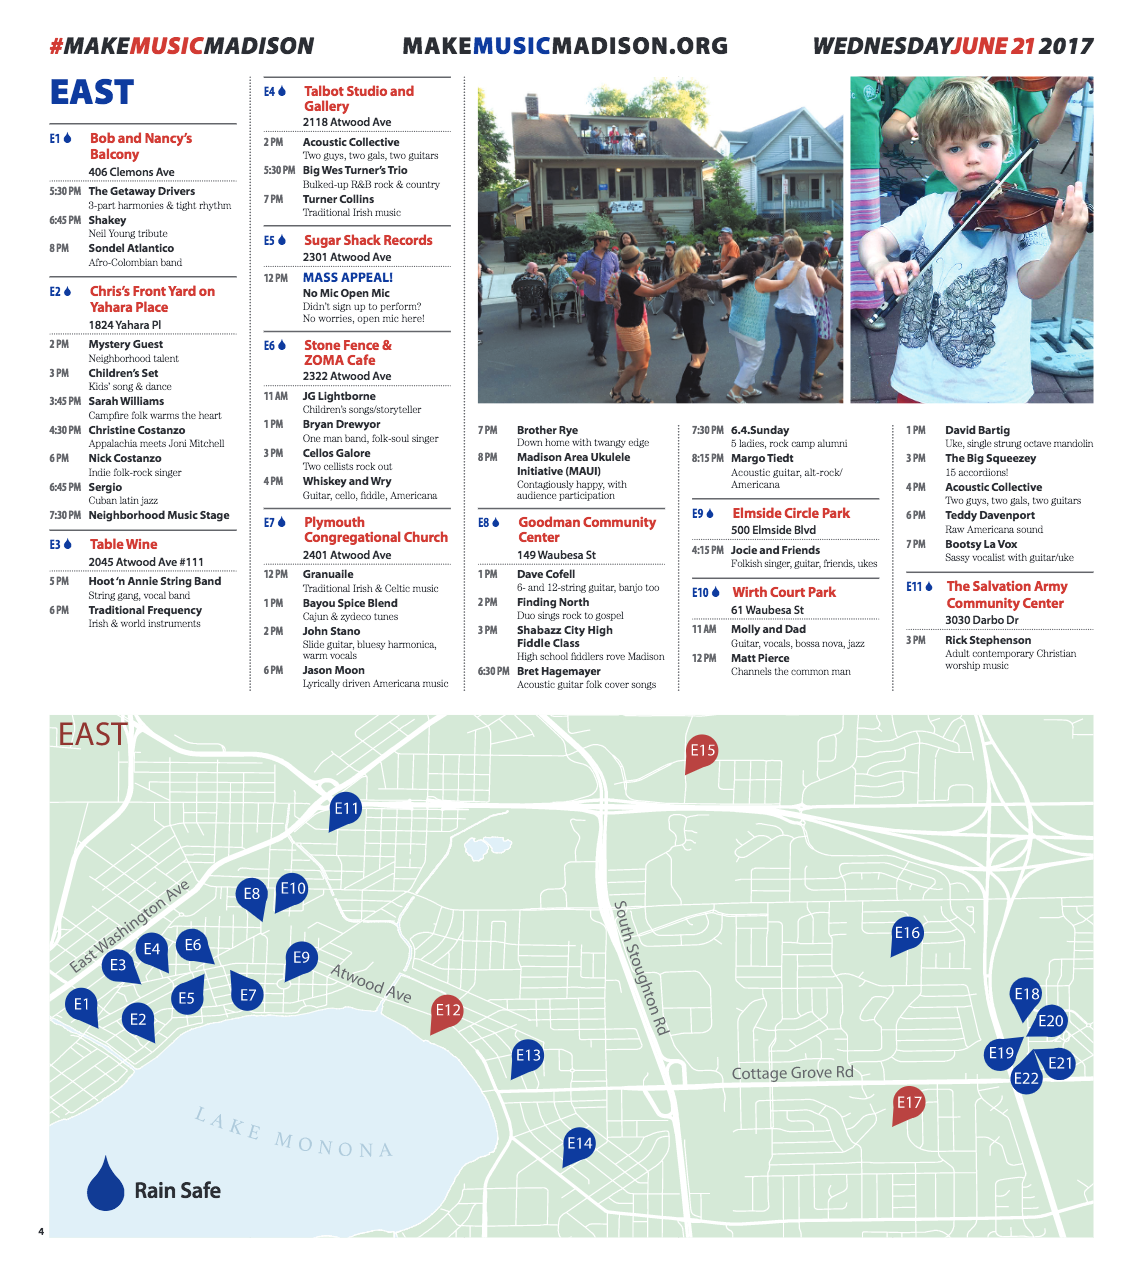 #MAKEMUSICMADISON
MAKEMUSICMADISON.ORG
WEDNESDAYJUNE 21 2017
EAST
E1 Bob and Nancy's
Balcony
406 Clemons Ave
5:30 PM The Getaway Drivers
3-part harmonies & tight rhythm
6:45 PM Shakey
Neil Young tribute
8 PM Sondel Atlantico
Afro-Colombian band
E2 Chris's Front Yard on
Yahara Place
1824 Yahara Pl
2 PM Mystery Guest
Neighborhood talent
3 PM Children's Set
Kids' song & dance
3:45 PM Sarah Williams
Campfire folk warms the heart
4:30 PM Christine Costanzo
Appalachia meets Joni Mitchell
6 PM Nick Costanzo
Indie folk-rock singer
6:45 PM Sergio
Cuban latin jazz
7:30 PM Neighborhood Music Stage
E3 Table Wine
2045 Atwood Ave #111
5 PM Hoot 'n Annie String Band
String gang, vocal band
6 PM Traditional Frequency
Irish & world instruments
E4 Talbot Studio and
Gallery
2118 Atwood Ave
2 PM Acoustic Collective
Two guys, two gals, two guitars
5:30 PM Big Wes Turner's Trio
Bulked-up R&B rock & country
7 PM Turner Collins
Traditional Irish music
E5 Sugar Shack Records
2301 Atwood Ave
12 PM MASS APPEAL!
No Mic Open Mic
Didn't sign up to perform?
No worries, open mic here!
E6 Stone Fence &
ZOMA Cafe
2322 Atwood Ave
11 AM JG Lightborne
Children's songs/storyteller
1 PM Bryan Drewyor
One man band, folk-soul singer
3 PM Cellos Galore
Two cellists rock out
4 PM Whiskey and Wry
Guitar, cello, fiddle, Americana
E7 Plymouth
Congregational Church
2401 Atwood Ave
12 PM Granuaile
Traditional Irish & Celtic music
1 PM Bayou Spice Blend
Cajun & zydeco tunes
2 PM John Stano
Slide guitar, bluesy harmonica,
warm vocals
6 PM Jason Moon
Lyrically driven Americana music
7 PM Brother Rye
Down home with twangy edge
8 PM Madison Area Ukulele
Initiative (MAUI)
Contagiously happy, with
audience participation
E8 Goodman Community
Center
149 Waubesa St
1 PM Dave Cofell
6- and 12-string guitar, banjo too
2 PM Finding North
Duo sings rock to gospel
3 PM Shabazz City High
Fiddle Class
High school fiddlers rove Madison
6:30 PM Bret Hagemayer
Acoustic guitar folk cover songs
7:30 PM 6.4.Sunday
5 ladies, rock camp alumni
8:15 PM Margo Tiedt
Acoustic guitar, alt-rock/
Americana
E9 Elmside Circle Park
500 Elmside Blvd
4:15 PM Jocie and Friends
Folkish singer, guitar, friends, ukes
E10 Wirth Court Park
61 Waubesa St
11 AM Molly and Dad
Guitar, vocals, bossa nova, jazz
12 PM Matt Pierce
Channels the common man
1 PM David Bartig
Uke, single strung octave mandolin
3 PM The Big Squeezey
15 accordions!
4 PM Acoustic Collective
Two guys, two gals, two guitars
6 PM Teddy Davenport
Raw Americana sound
7 PM Bootsy La Vox
Sassy vocalist with guitar/uke
E11 The Salvation Army
Community Center
3030 Darbo Dr
3 PM Rick Stephenson
Adult contemporary Christian
worship music
EAST
E15
E11
E8
E10
East Washington Ave
South Stoughton Rd
E16
E6
E4
E3
E9
Atwood Ave
E5
E7
E1
E2
E12
E18
E20
E13
E19
E21
E22
Cottage Grove Rd
E17
LAKE MONONA
E14
Rain Safe
4